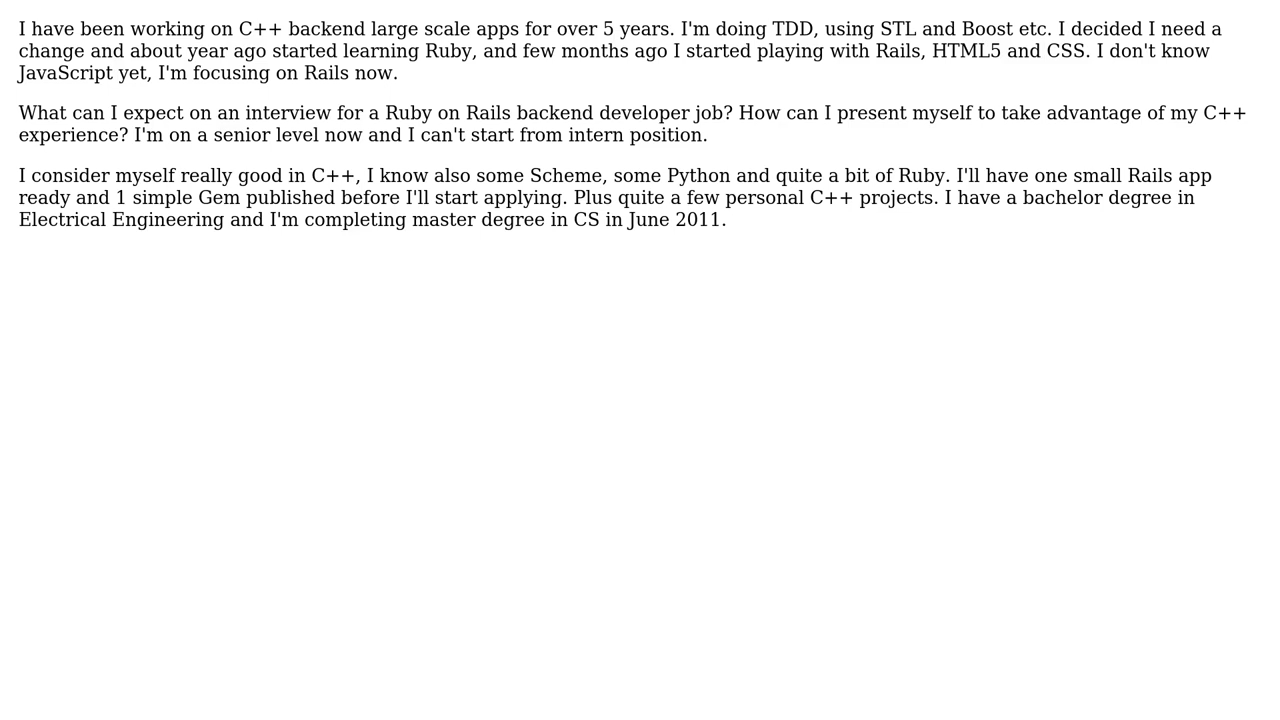 I have been working on C++ backend large scale apps for over 5 years. I'm doing TDD, using STL and Boost etc. I decided I need a
change and about year ago started learning Ruby, and few months ago I started playing with Rails, HTML5 and CSS. I don't know
JavaScript yet, I'm focusing on Rails now.
What can I expect on an interview for a Ruby on Rails backend developer job? How can I present myself to take advantage of my C++
experience? I'm on a senior level now and I can't start from intern position.
I consider myself really good in C++, I know also some Scheme, some Python and quite a bit of Ruby. I'll have one small Rails app
ready and 1 simple Gem published before I'll start applying. Plus quite a few personal C++ projects. I have a bachelor degree in
Electrical Engineering and I'm completing master degree in CS in June 2011.